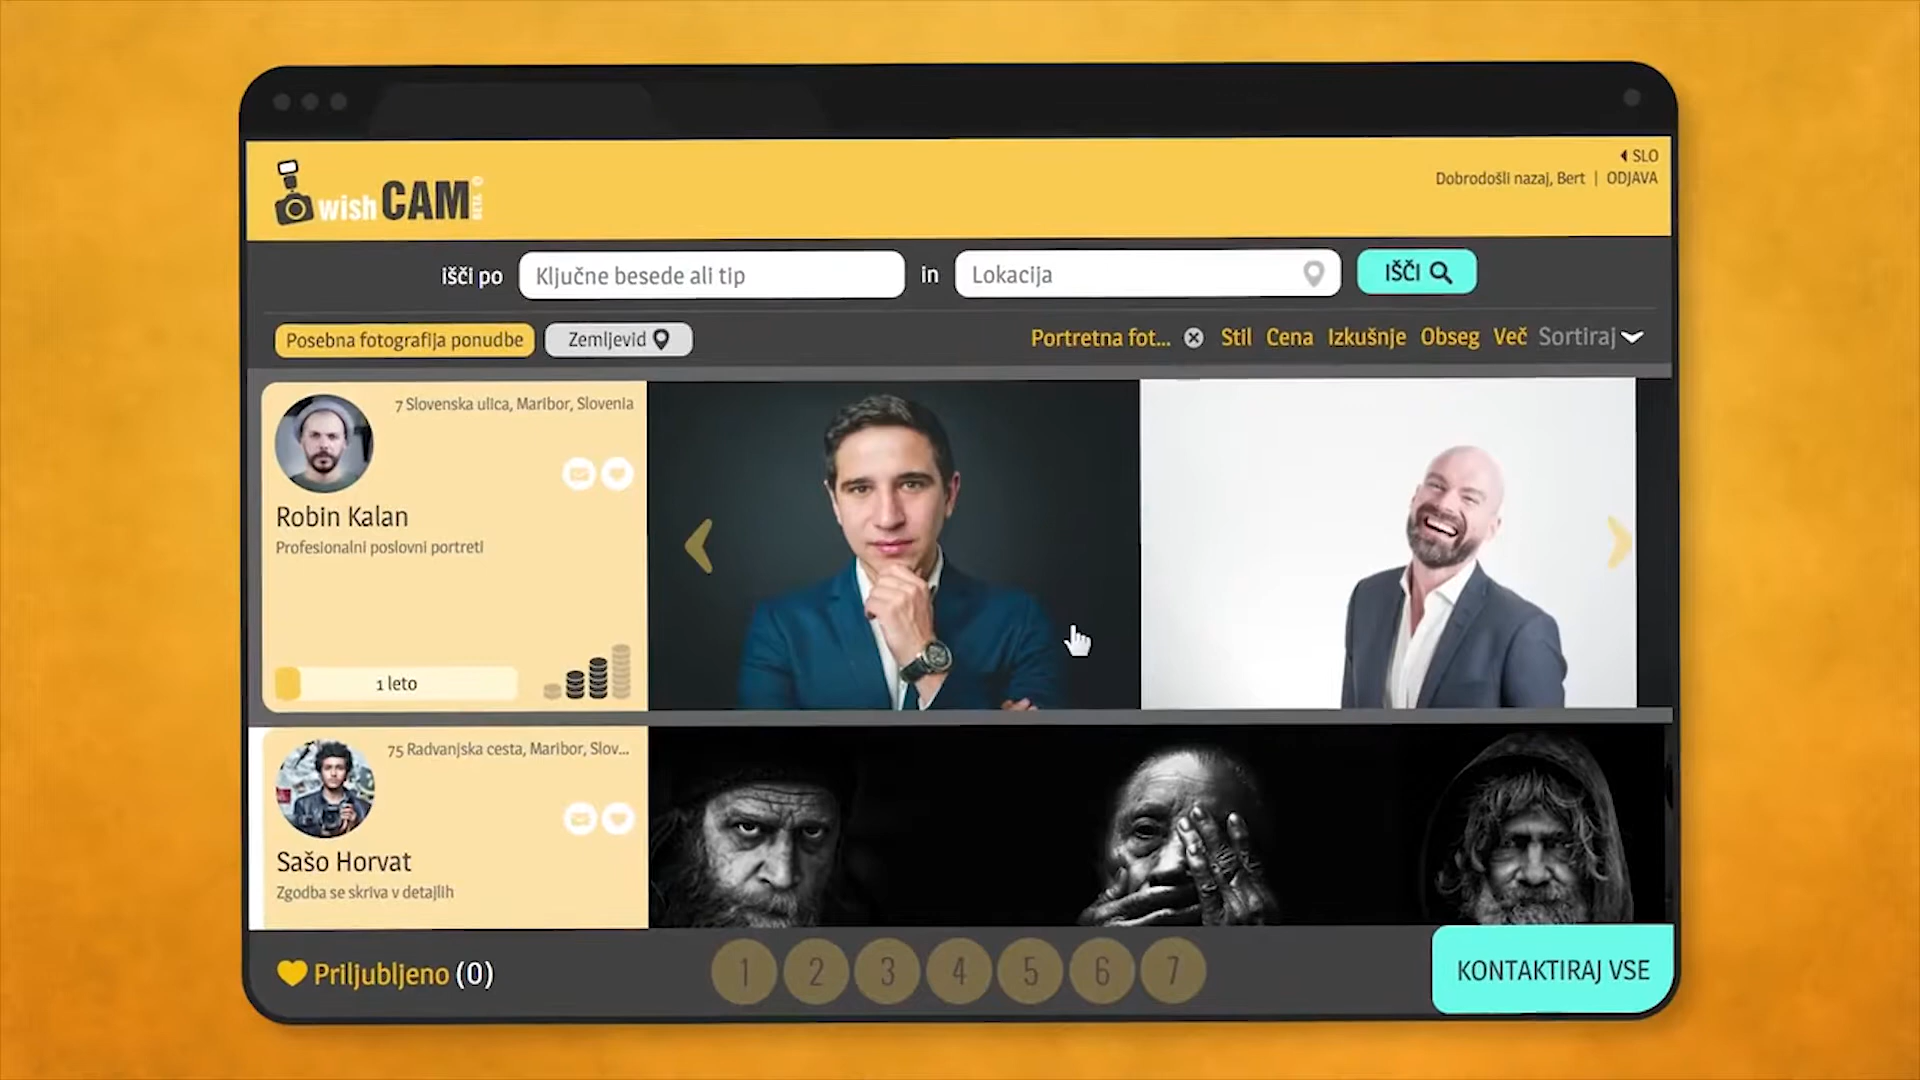 wish CAM BETA
SLO
Dobrodošli nazaj, Bert | ODJAVA
išči po
Ključne besede ali tip
in
Lokacija
IŠČI
Posebna fotografija ponudbe
Zemljevid
Portretna fot...
Stil
Cena
Izkušnje
Obseg
Več
Sortiraj
7 Slovenska ulica, Maribor, Slovenia
Robin Kalan
Profesionalni poslovni portreti
1 leto
75 Radvanjska cesta, Maribor, Slov...
Sašo Horvat
Zgodba se skriva v detajlih
Priljubljeno (0)
1 2 3 4 5 6 7
KONTAKTIRAJ VSE